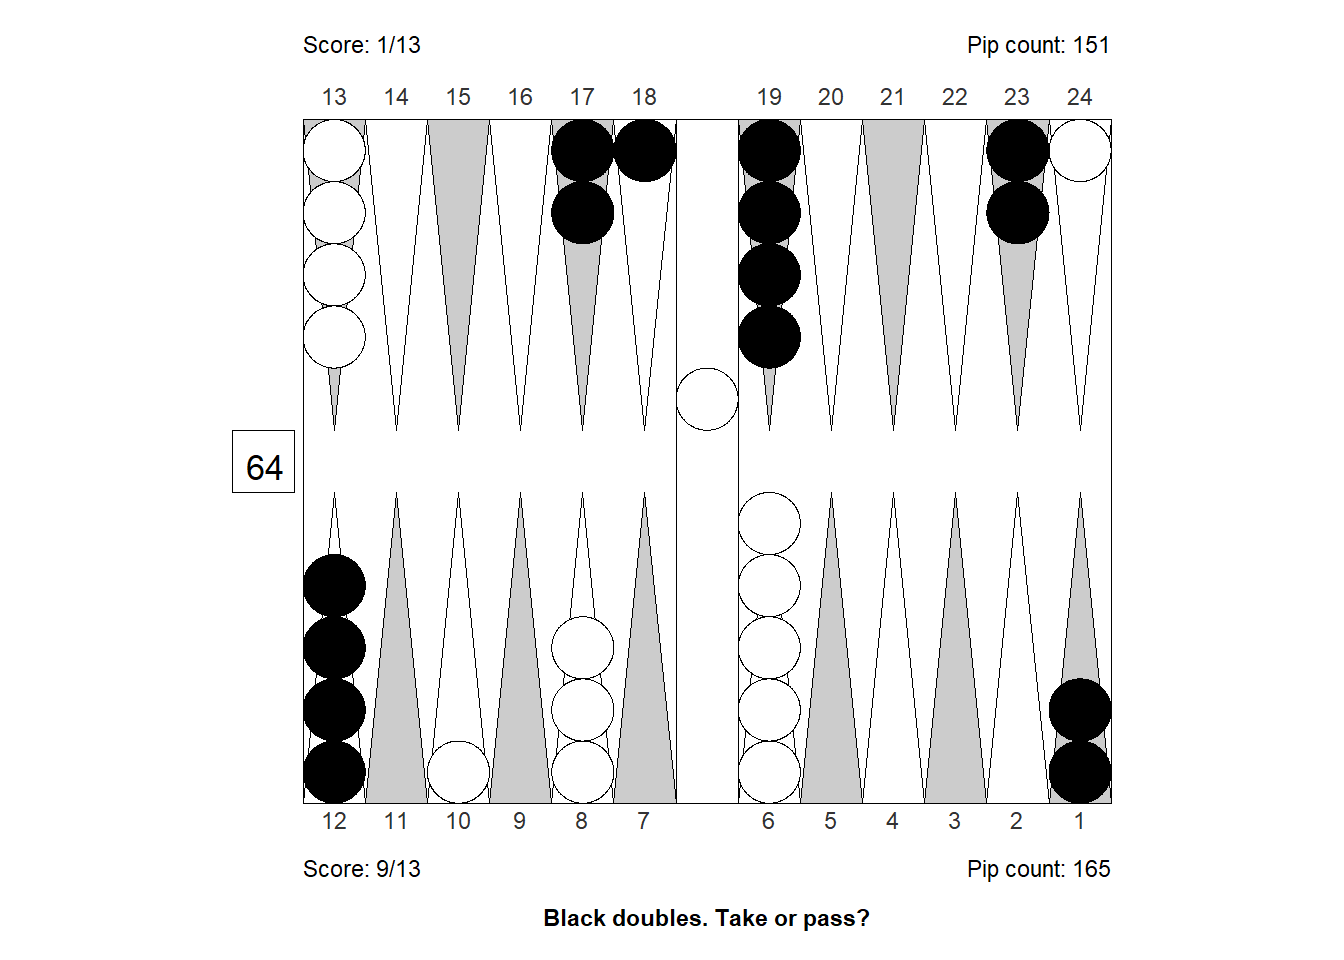 Score: 1/13 Pip count: 151
13 14 15 16 17 18 19 20 21 22 23 24
64
12 11 10 9 8 7 6 5 4 3 2 1
Score: 9/13 Pip count: 165
Black doubles. Take or pass?